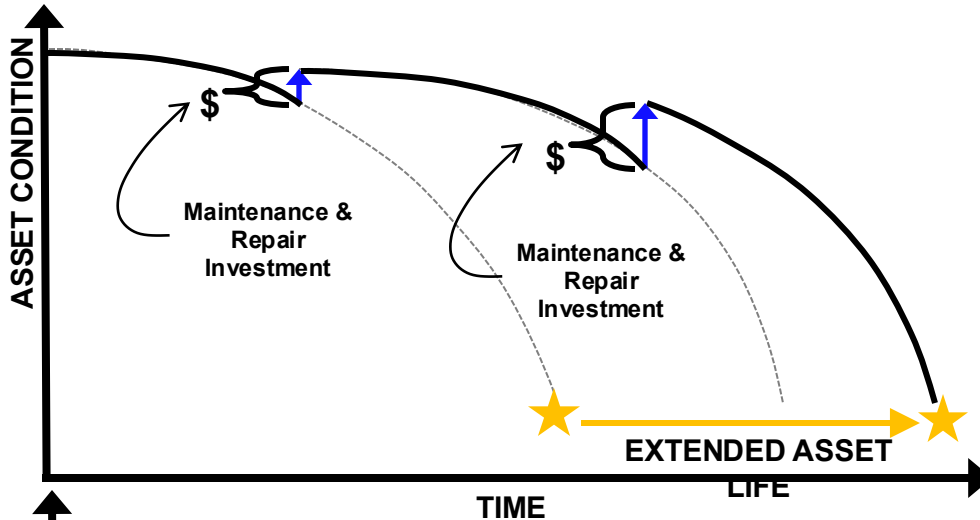 ASSET CONDITION
$
Maintenance &
Repair
Investment
$
Maintenance &
Repair
Investment
EXTENDED ASSET
LIFE
TIME